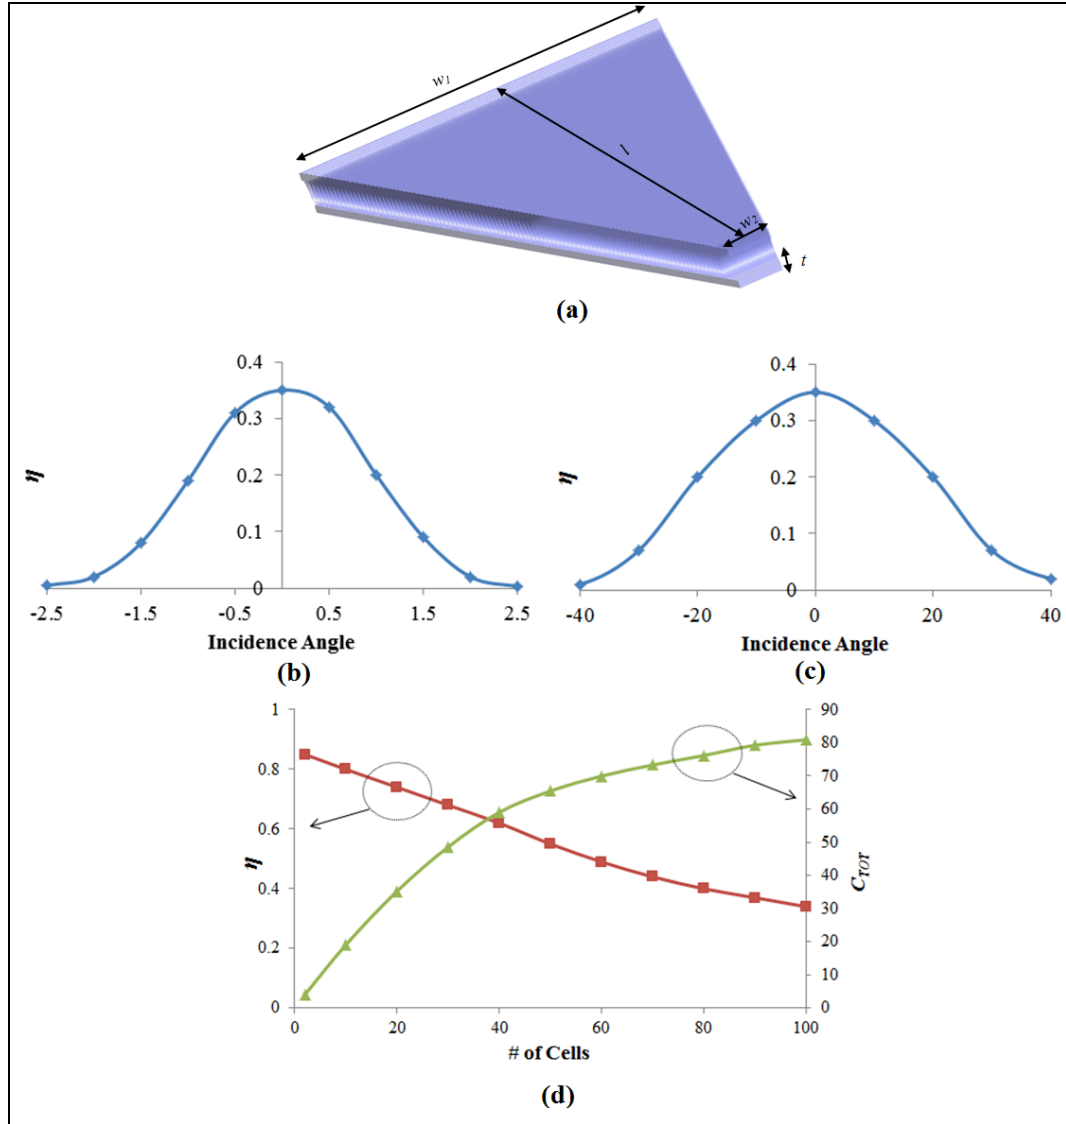 w1
l
w2
t
(a)
0.4
0.3
0.2
0.1
0
η
-2.5 -1.5 -0.5 0.5 1.5 2.5
Incidence Angle
(b)
0.4
0.3
0.2
0.1
0
η
-40 -20 0 20 40
Incidence Angle
(c)
1
0.8
0.6
0.4
0.2
0
η
90
80
70
60
50
40
30
20
10
0
CTOT
0 20 40 60 80 100
# of Cells
(d)